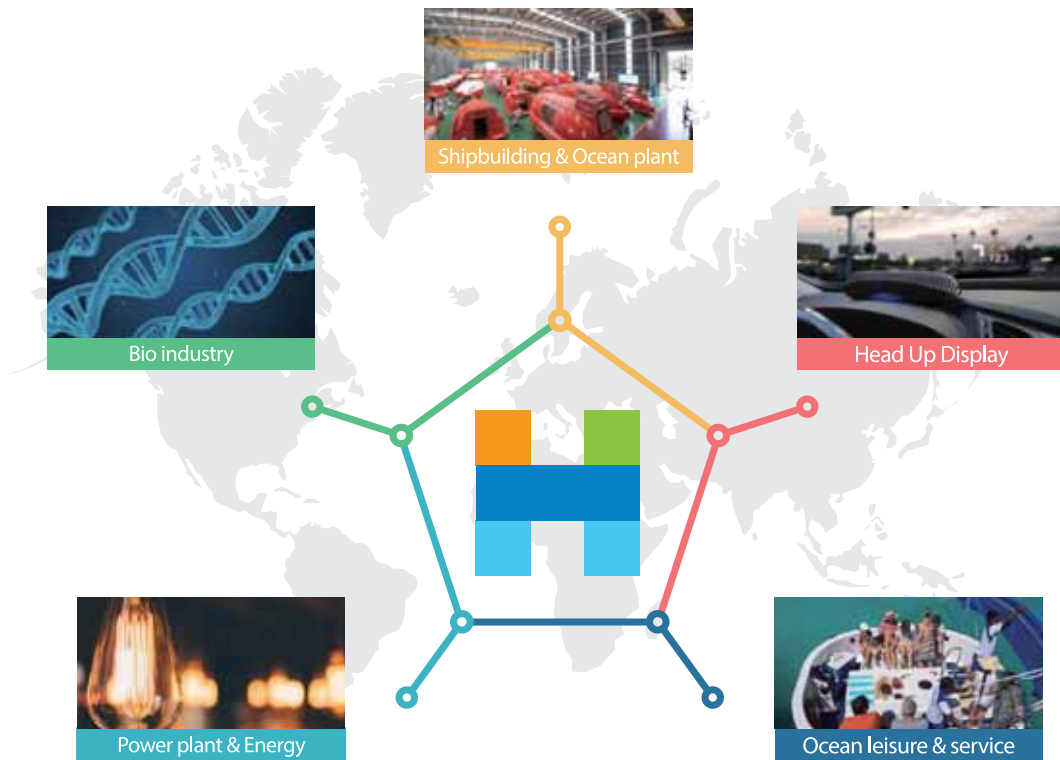 Shipbuilding & Ocean plant
Bio industry
Head Up Display
Power plant & Energy
Ocean leisure & service